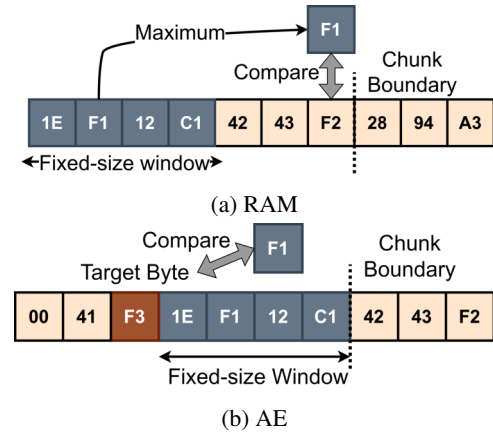 F1
Maximum
Chunk
Boundary
Compare
1E F1 12 C1 42 43 F2 28 94 A3
Fixed-size window
(a) RAM
Compare
F1
Chunk
Boundary
Target Byte
00 41 F3 1E F1 12 C1 42 43 F2
Fixed-size Window
(b) AE